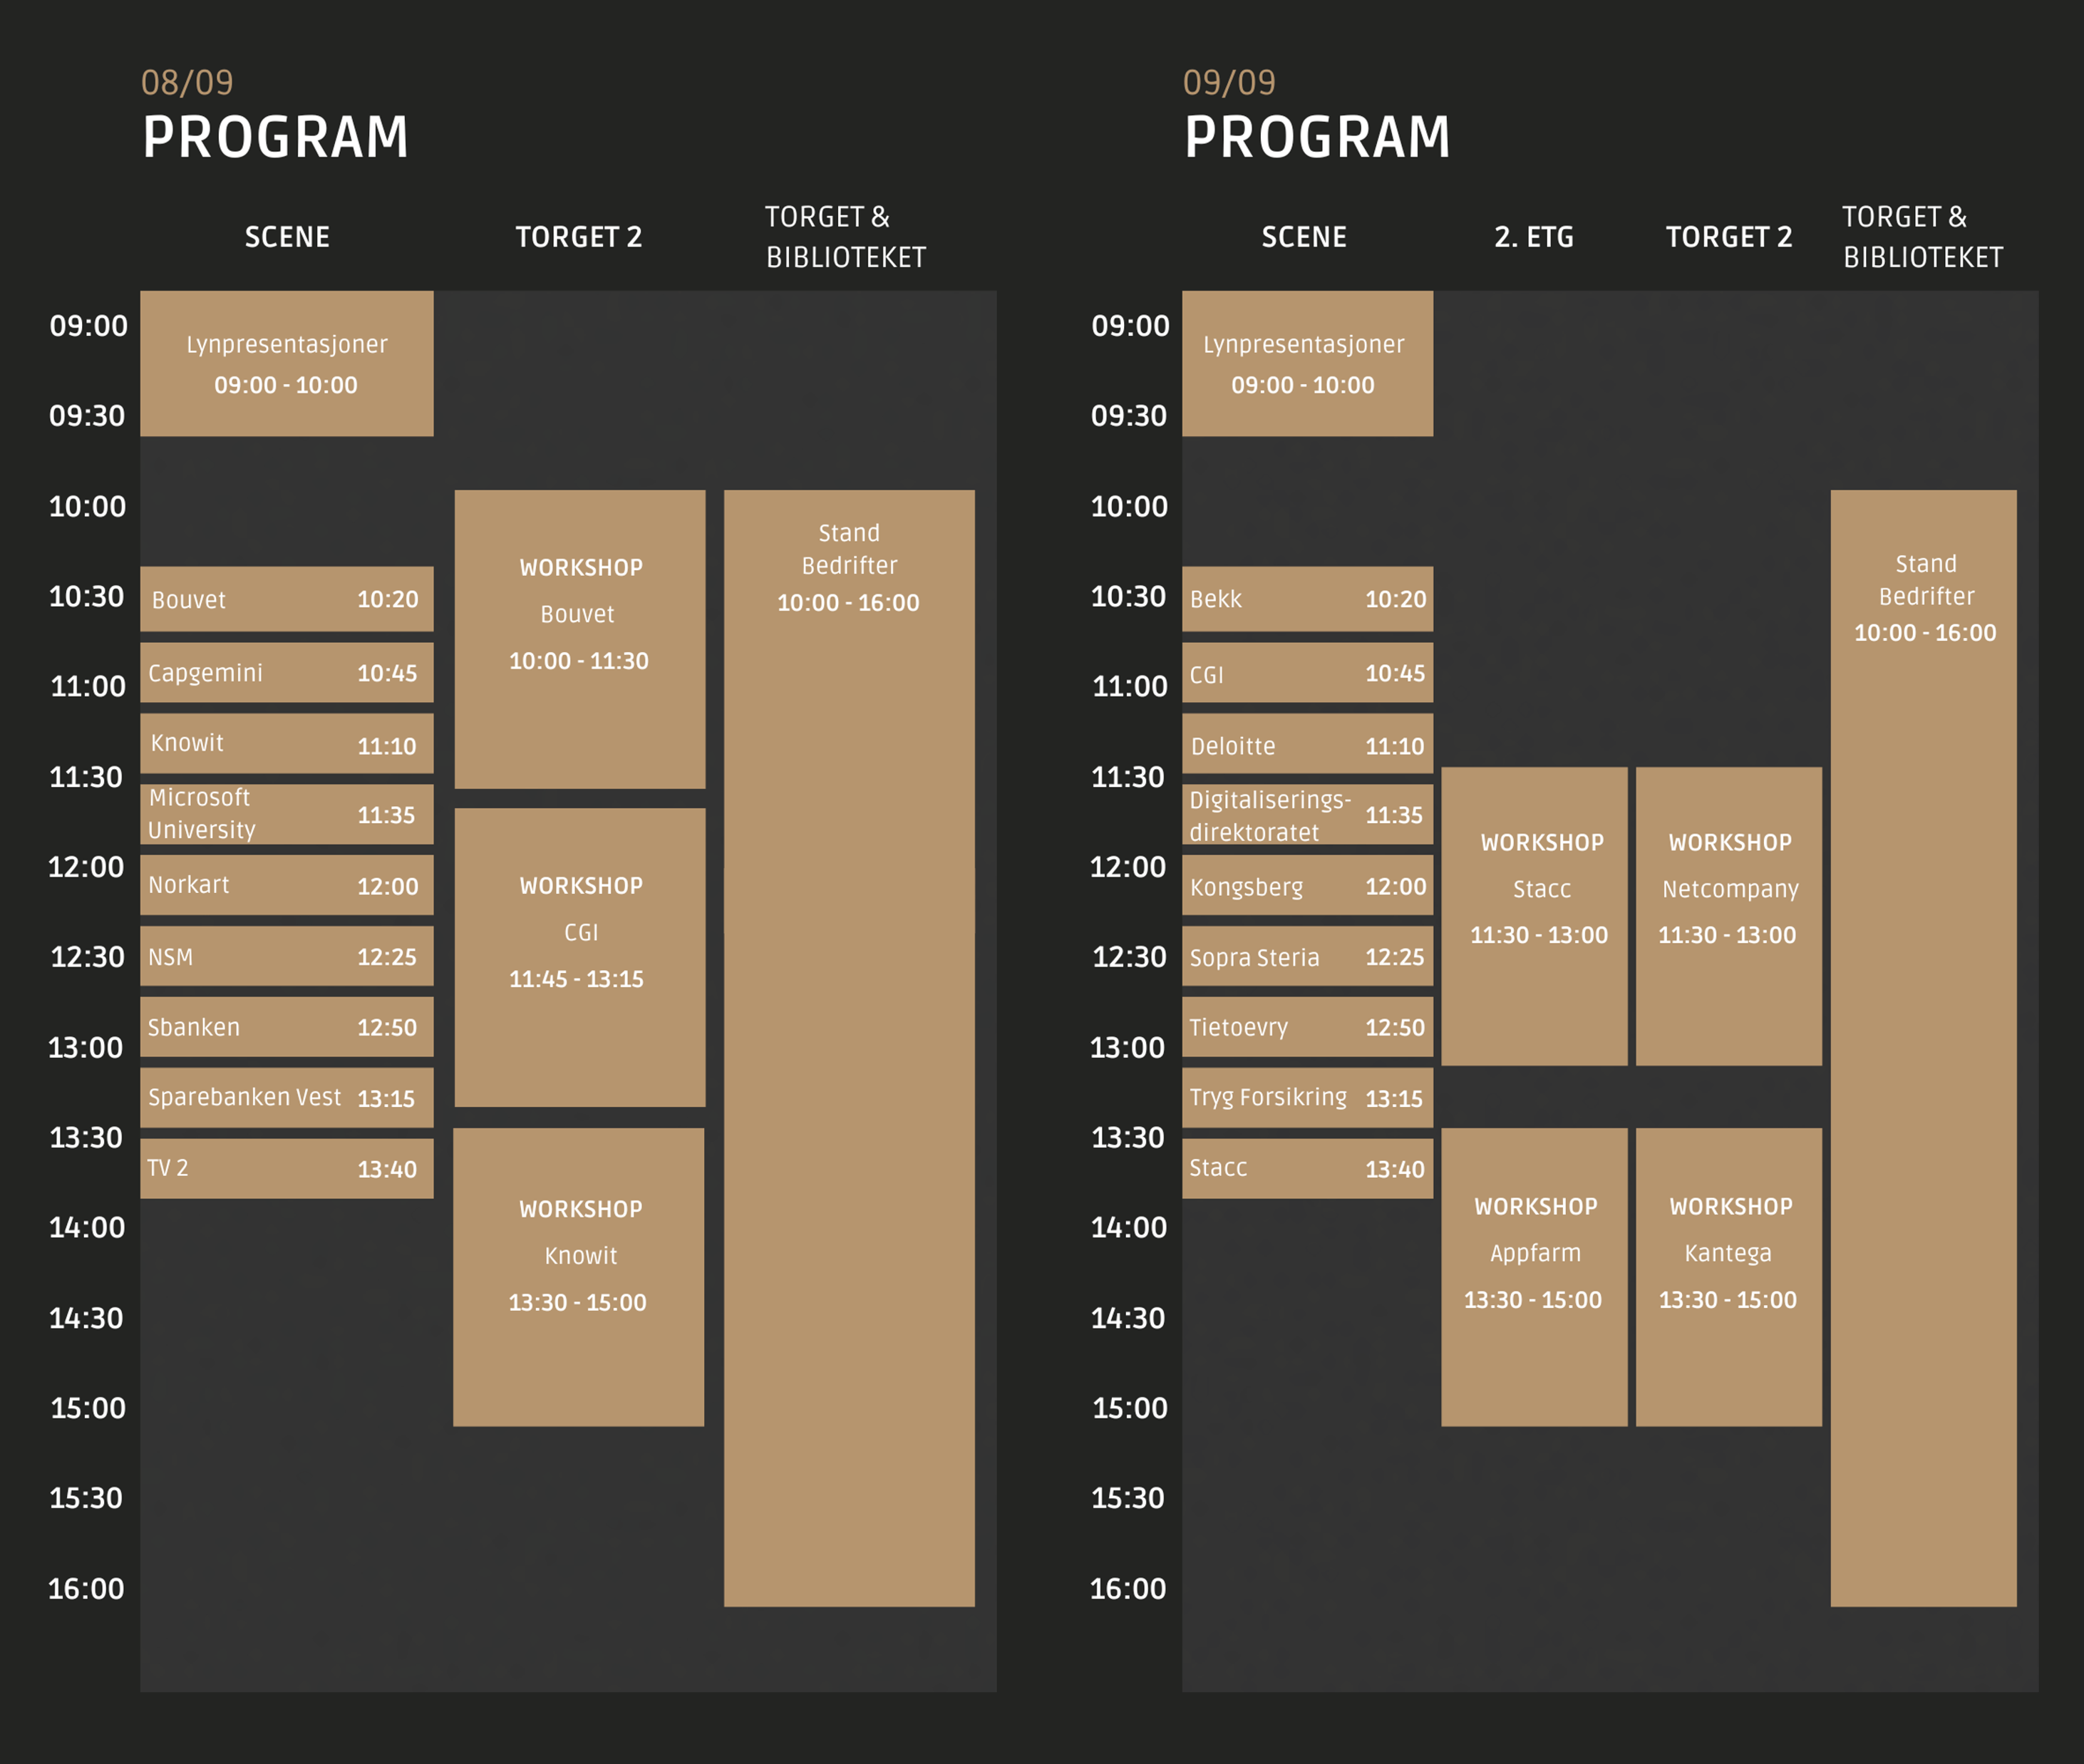 08/09
PROGRAM
SCENE
TORGET 2
TORGET &
BIBLIOTEKET
09:00
09:30
10:00
10:30
11:00
11:30
12:00
12:30
13:00
13:30
14:00
14:30
15:00
15:30
16:00
Lynpresentasjoner
09:00 - 10:00
Bouvet 10:20
Capgemini 10:45
Knowit 11:10
Microsoft
University 11:35
Norkart 12:00
NSM 12:25
Sbanken 12:50
Sparebanken Vest 13:15
TV 2 13:40
WORKSHOP
Bouvet
10:00 - 11:30
WORKSHOP
CGI
11:45 - 13:15
WORKSHOP
Knowit
13:30 - 15:00
Stand
Bedrifter
10:00 - 16:00
09/09
PROGRAM
SCENE
2. ETG
TORGET 2
TORGET &
BIBLIOTEKET
09:00
09:30
10:00
10:30
11:00
11:30
12:00
12:30
13:00
13:30
14:00
14:30
15:00
15:30
16:00
Lynpresentasjoner
09:00 - 10:00
Bekk 10:20
CGI 10:45
Deloitte 11:10
Digitaliserings-
direktoratet 11:35
Kongsberg 12:00
Sopra Steria 12:25
Tietoevry 12:50
Tryg Forsikring 13:15
Stacc 13:40
WORKSHOP
Stacc
11:30 - 13:00
WORKSHOP
Appfarm
13:30 - 15:00
WORKSHOP
Netcompany
11:30 - 13:00
WORKSHOP
Kantega
13:30 - 15:00
Stand
Bedrifter
10:00 - 16:00